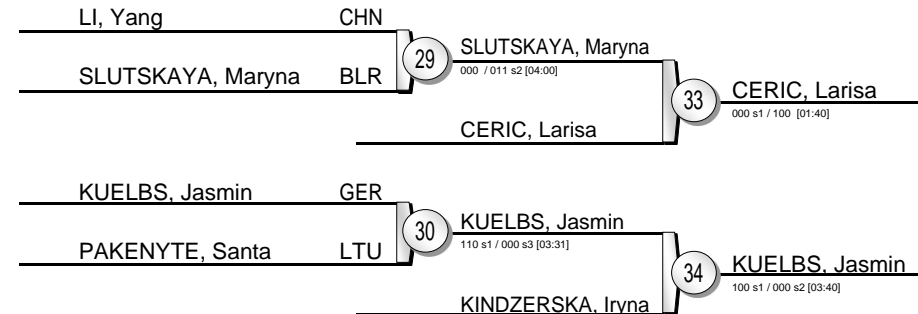 LI, Yang CHN
SLUTSKAYA, Maryna BLR
29
SLUTSKAYA, Maryna
000 / 011 s2 [04:00]
CERIC, Larisa
33
CERIC, Larisa
000 s1 / 100 [01:40]
KUELBS, Jasmin GER
PAKENYTE, Santa LTU
30
KUELBS, Jasmin
110 s1 / 000 s3 [03:31]
KINDZERSKA, Iryna
34
KUELBS, Jasmin
100 s1 / 000 s2 [03:40]